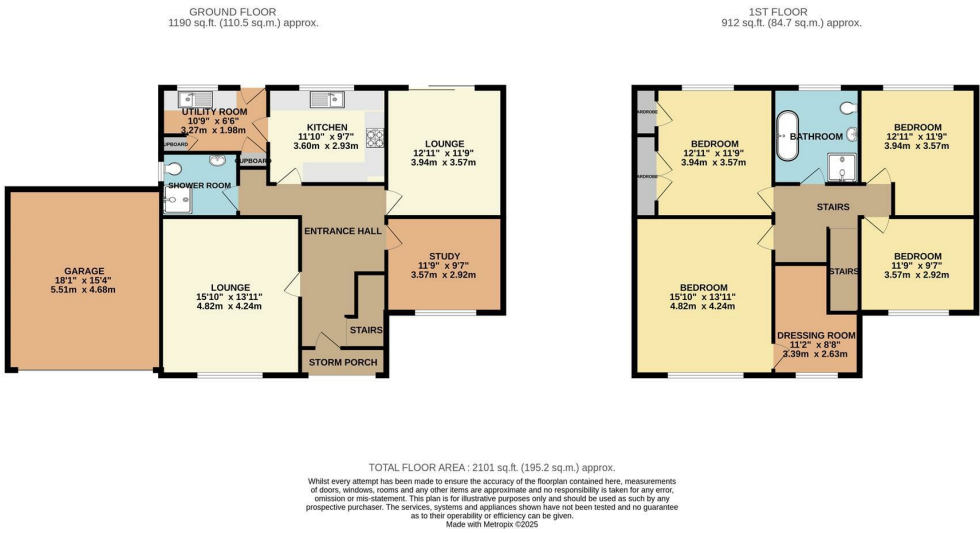 GROUND FLOOR
1190 sq.ft. (110.5 sq.m.) approx.
1ST FLOOR
912 sq.ft. (84.7 sq.m.) approx.
UTILITY ROOM
10'9" x 6'6"
3.27m x 1.98m
CUPBOARD
CUPBOARD
KITCHEN
11'10" x 9'7"
3.60m x 2.93m
LOUNGE
12'11" x 11'9"
3.94m x 3.57m
SHOWER ROOM
ENTRANCE HALL
STUDY
11'9" x 9'7"
3.57m x 2.92m
GARAGE
18'1" x 15'4"
5.51m x 4.68m
LOUNGE
15'10" x 13'11"
4.82m x 4.24m
STAIRS
STORM PORCH
WARDROBE
WARDROBE
BEDROOM
12'11" x 11'9"
3.94m x 3.57m
BATHROOM
BEDROOM
12'11" x 11'9"
3.94m x 3.57m
STAIRS
STAIRS
BEDROOM
11'9" x 9'7"
3.57m x 2.92m
BEDROOM
15'10" x 13'11"
4.82m x 4.24m
DRESSING ROOM
11'2" x 8'8"
3.39m x 2.63m
TOTAL FLOOR AREA : 2101 sq.ft. (195.2 sq.m.) approx.
Whilst every attempt has been made to ensure the accuracy of the floorplan contained here, measurements
of doors, windows, rooms and any other items are approximate and no responsibility is taken for any error,
omission or mis-statement. This plan is for illustrative purposes only and should be used as such by any
prospective purchaser. The services, systems and appliances shown have not been tested and no guarantee
as to their operability or efficiency can be given.
Made with Metropix ©2025